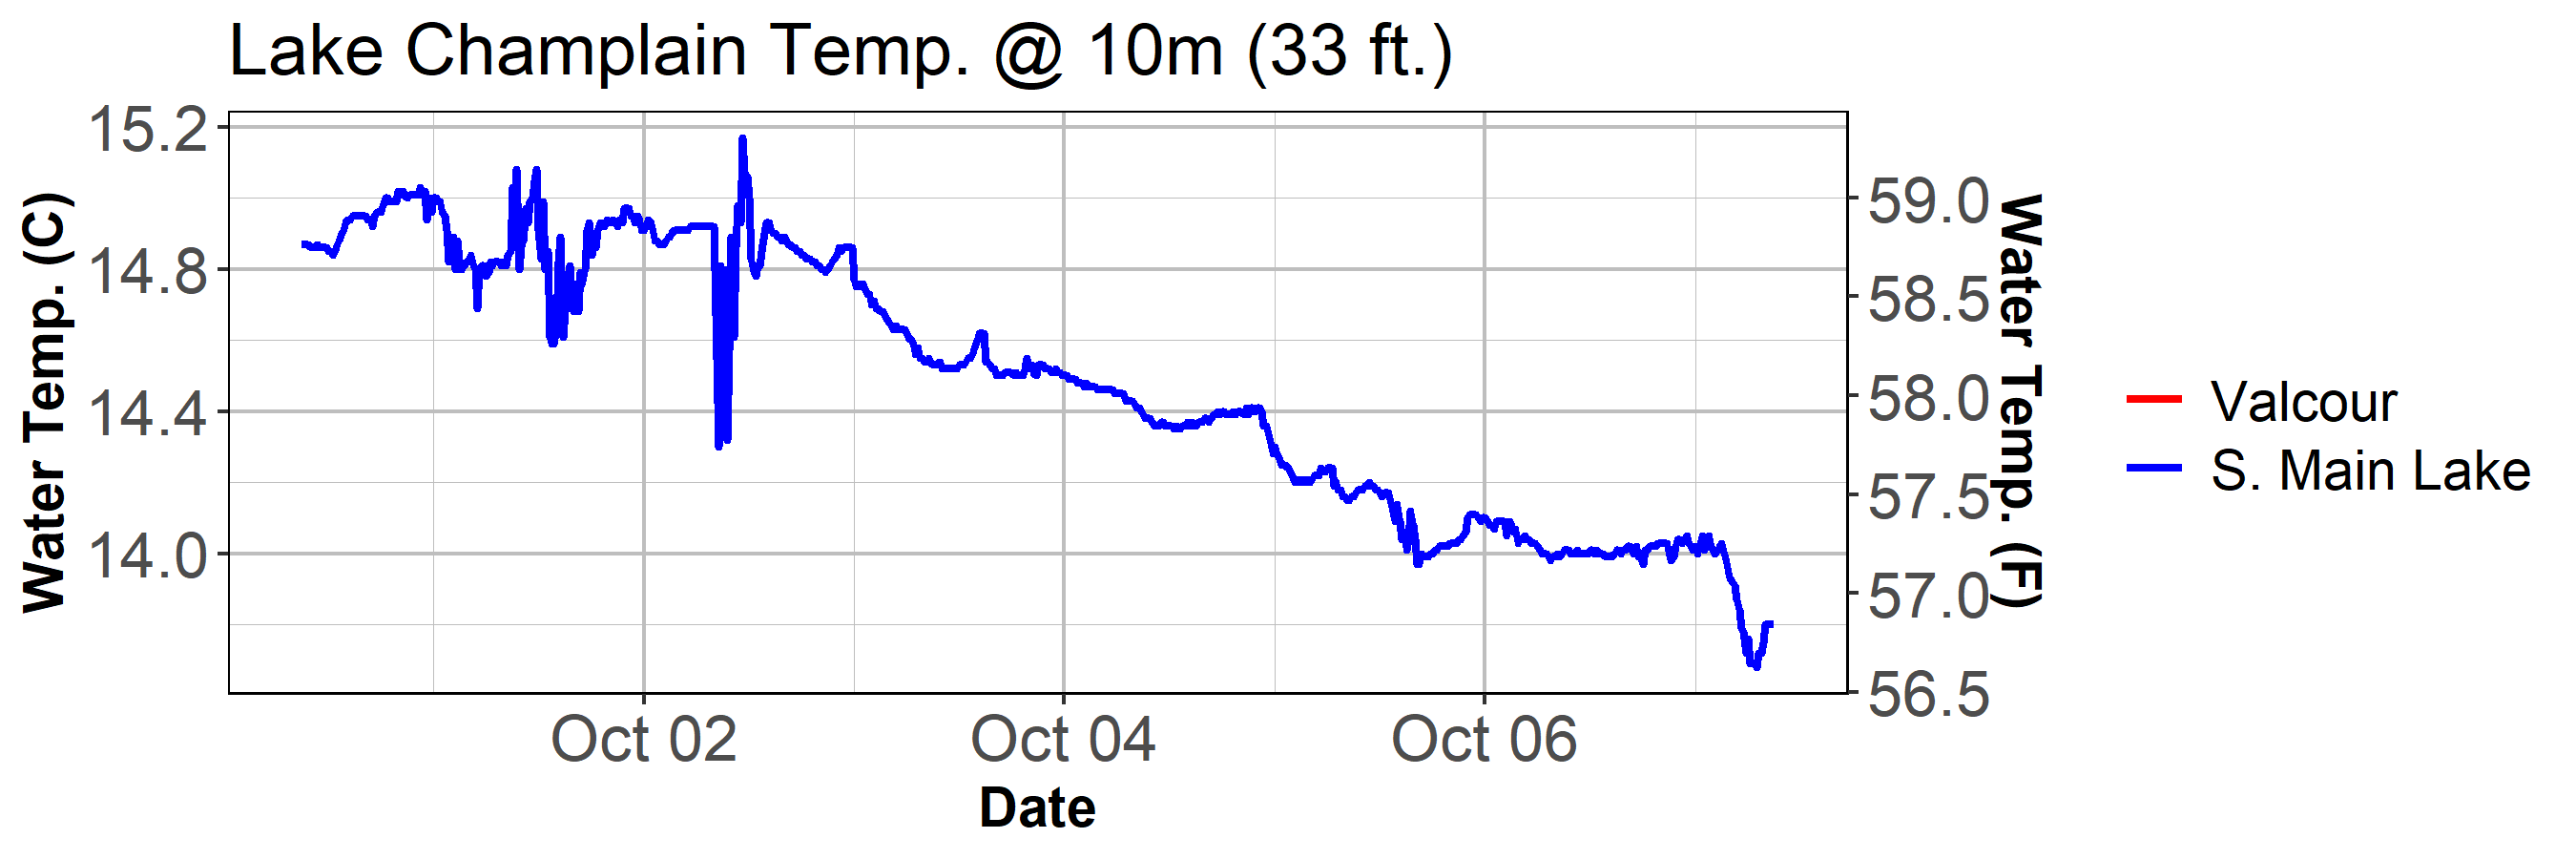 Lake Champlain Temp. @ 10m (33 ft.)
Water Temp. (C)
15.2
14.8
14.4
14.0
59.0
58.5
58.0
57.5
57.0
56.5
Water Temp. (F)
Oct 02
Oct 04
Oct 06
Date
Valcour
S. Main Lake